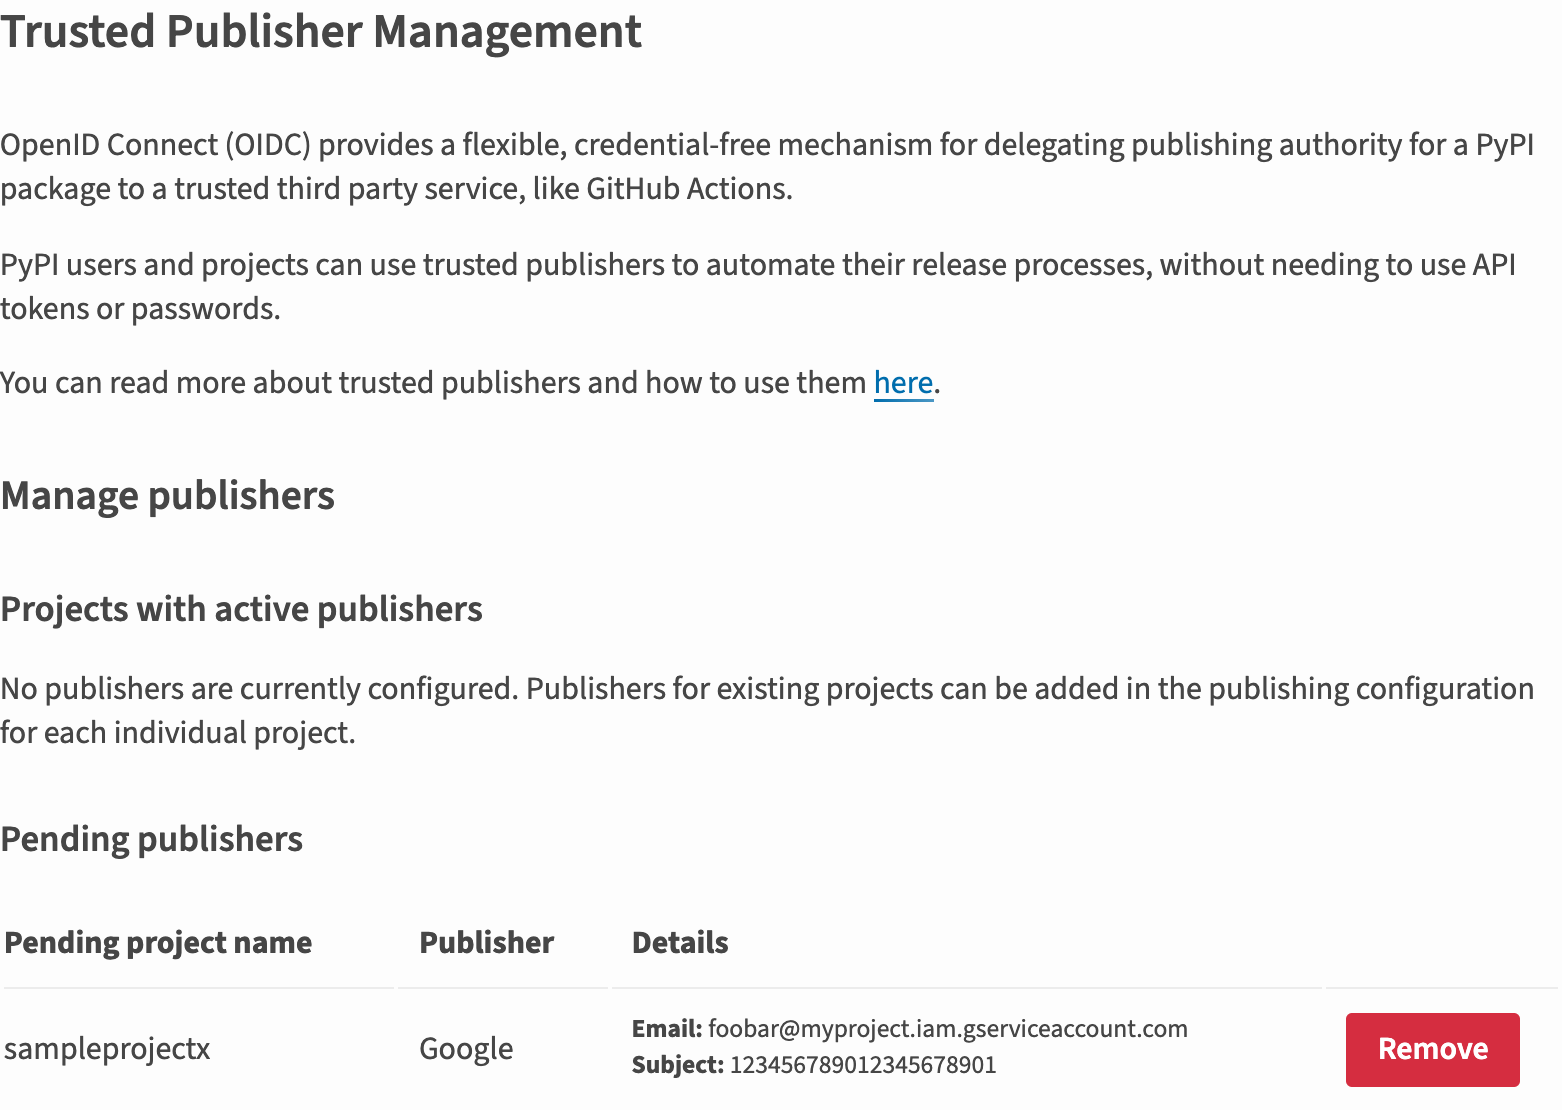 Trusted Publisher Management
OpenID Connect (OIDC) provides a flexible, credential-free mechanism for delegating publishing authority for a PyPI
package to a trusted third party service, like GitHub Actions.
PyPI users and projects can use trusted publishers to automate their release processes, without needing to use API
tokens or passwords.
You can read more about trusted publishers and how to use them here.
Manage publishers
Projects with active publishers
No publishers are currently configured. Publishers for existing projects can be added in the publishing configuration
for each individual project.
Pending publishers
Pending project name Publisher Details
sampleprojectx Google Email: foobar@myproject.iam.gserviceaccount.com
Subject: 123456789012345678901
Remove